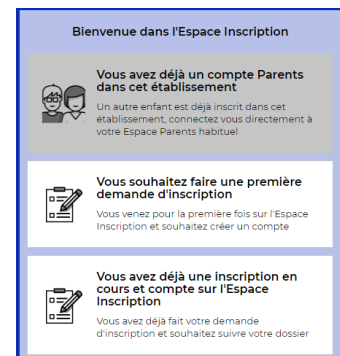 Bienvenue dans l'Espace Inscription
Vous avez déjà un compte Parents
dans cet établissement
Un autre enfant est déjà inscrit dans cet
établissement, connectez vous directement à
votre Espace Parents habituel
Vous souhaitez faire une première
demande d'inscription
Vous venez pour la première fois sur l'Espace
Inscription et souhaitez créer un compte
Vous avez déjà une inscription en
cours et compte sur l'Espace
Inscription
Vous avez déjà fait votre demande
d'inscription et souhaitez suivre votre dossier